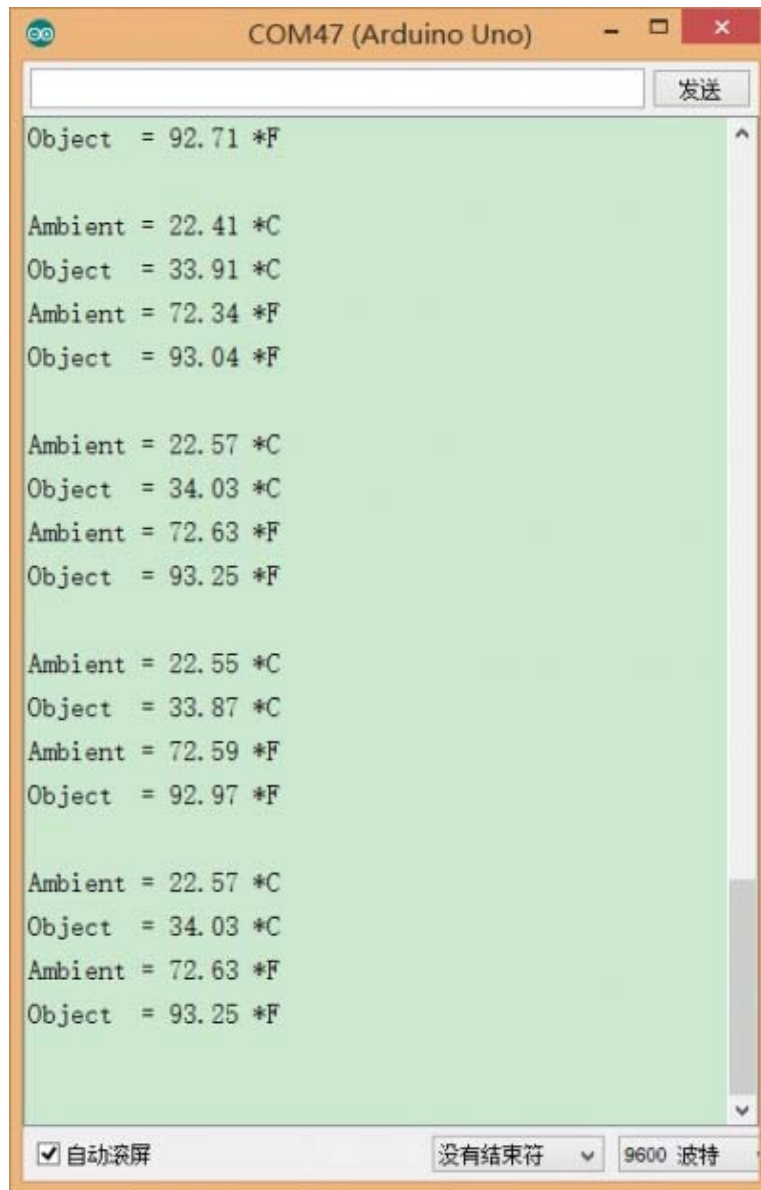 COM47 (Arduino Uno)
发送
Object = 92.71 *F
Ambient = 22.41 *C
Object = 33.91 *C
Ambient = 72.34 *F
Object = 93.04 *F
Ambient = 22.57 *C
Object = 34.03 *C
Ambient = 72.63 *F
Object = 93.25 *F
Ambient = 22.55 *C
Object = 33.87 *C
Ambient = 72.59 *F
Object = 92.97 *F
Ambient = 22.57 *C
Object = 34.03 *C
Ambient = 72.63 *F
Object = 93.25 *F
自动滚屏 没有结束符 9600 波特